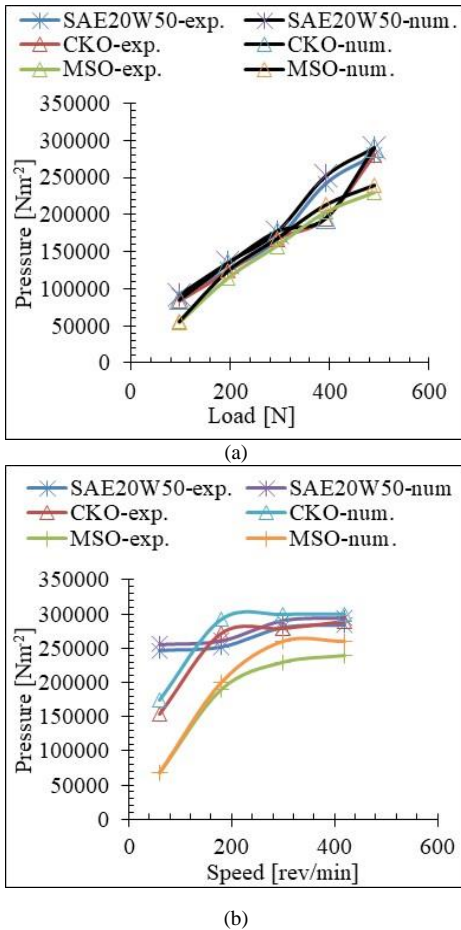 SAE20W50-exp. SAE20W50-num.
CKO-exp. CKO-num.
MSO-exp. MSO-num.
350000
300000
250000
200000
150000
100000
50000
0
Pressure [Nm-2]
0 200 400 600
Load [N]
(a)
SAE20W50-exp. SAE20W50-num
CKO-exp. CKO-num.
MSO-exp. MSO-num.
350000
300000
250000
200000
150000
100000
50000
0
Pressure [Nm-2]
0 200 400 600
Speed [rev/min]
(b)